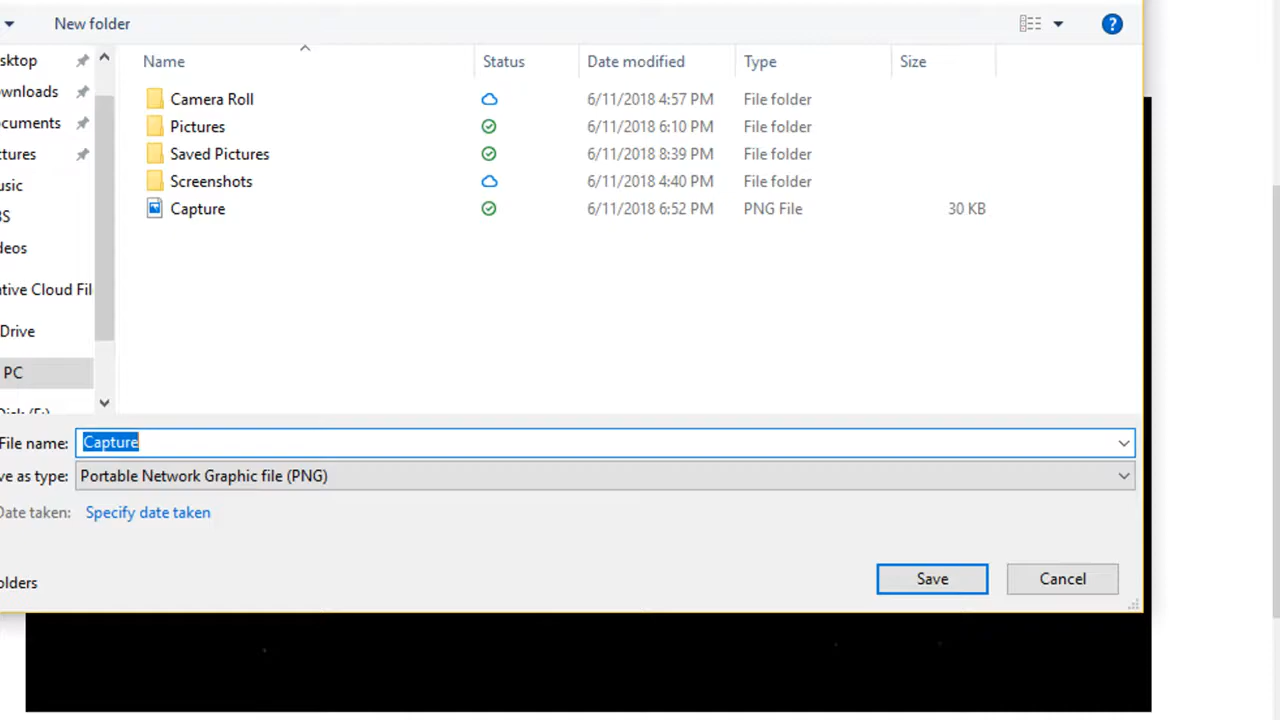 New folder
Name Status Date modified Type Size
sktop
wnloads
cuments
tures
usic
S
deos
ative Cloud Fil
Drive
PC
Camera Roll 6/11/2018 4:57 PM File folder
Pictures 6/11/2018 6:10 PM File folder
Saved Pictures 6/11/2018 8:39 PM File folder
Screenshots 6/11/2018 4:40 PM File folder
Capture 6/11/2018 6:52 PM PNG File 30 KB
File name: Capture
ve as type: Portable Network Graphic file (PNG)
Date taken: Specify date taken
olders
Save Cancel